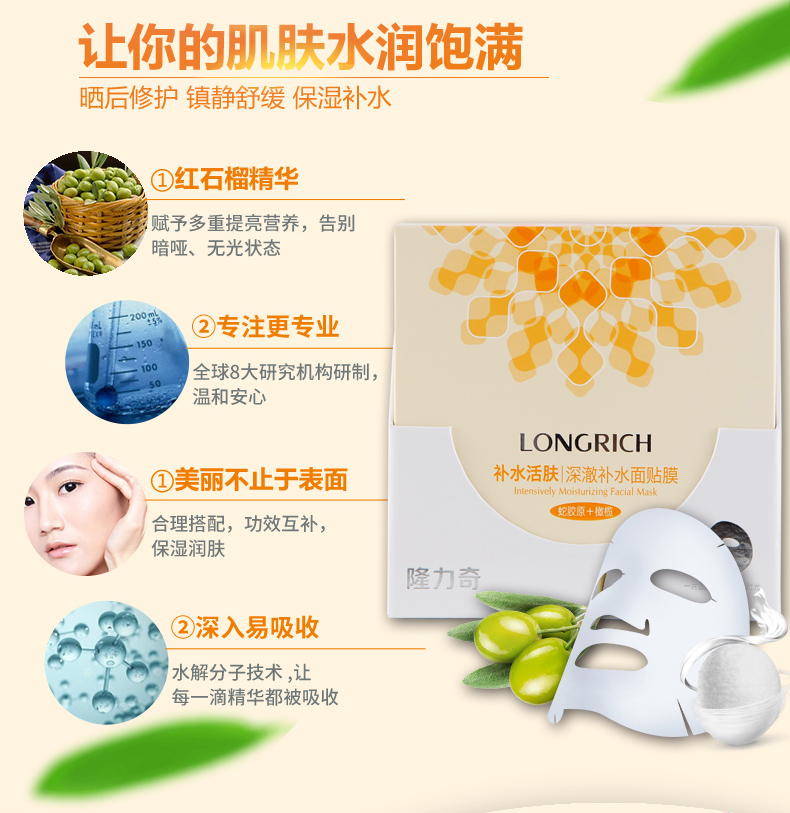 让你的肌肤水润饱满
晒后修护 镇静舒缓 保湿补水
①红石榴精华
赋予多重提亮营养，告别
暗哑、无光状态
②专注更专业
全球8大研究机构研制，
温和安心
①美丽不止于表面
合理搭配，功效互补，
保湿润肤
②深入易吸收
水解分子技术 ,让
每一滴精华都被吸收
200mL
±5%
150
100
50
LONGRICH
补水活肤|深澈补水面贴膜
Intensively Moisturizing Facial Mask
蛇胶原+橄榄
隆力奇